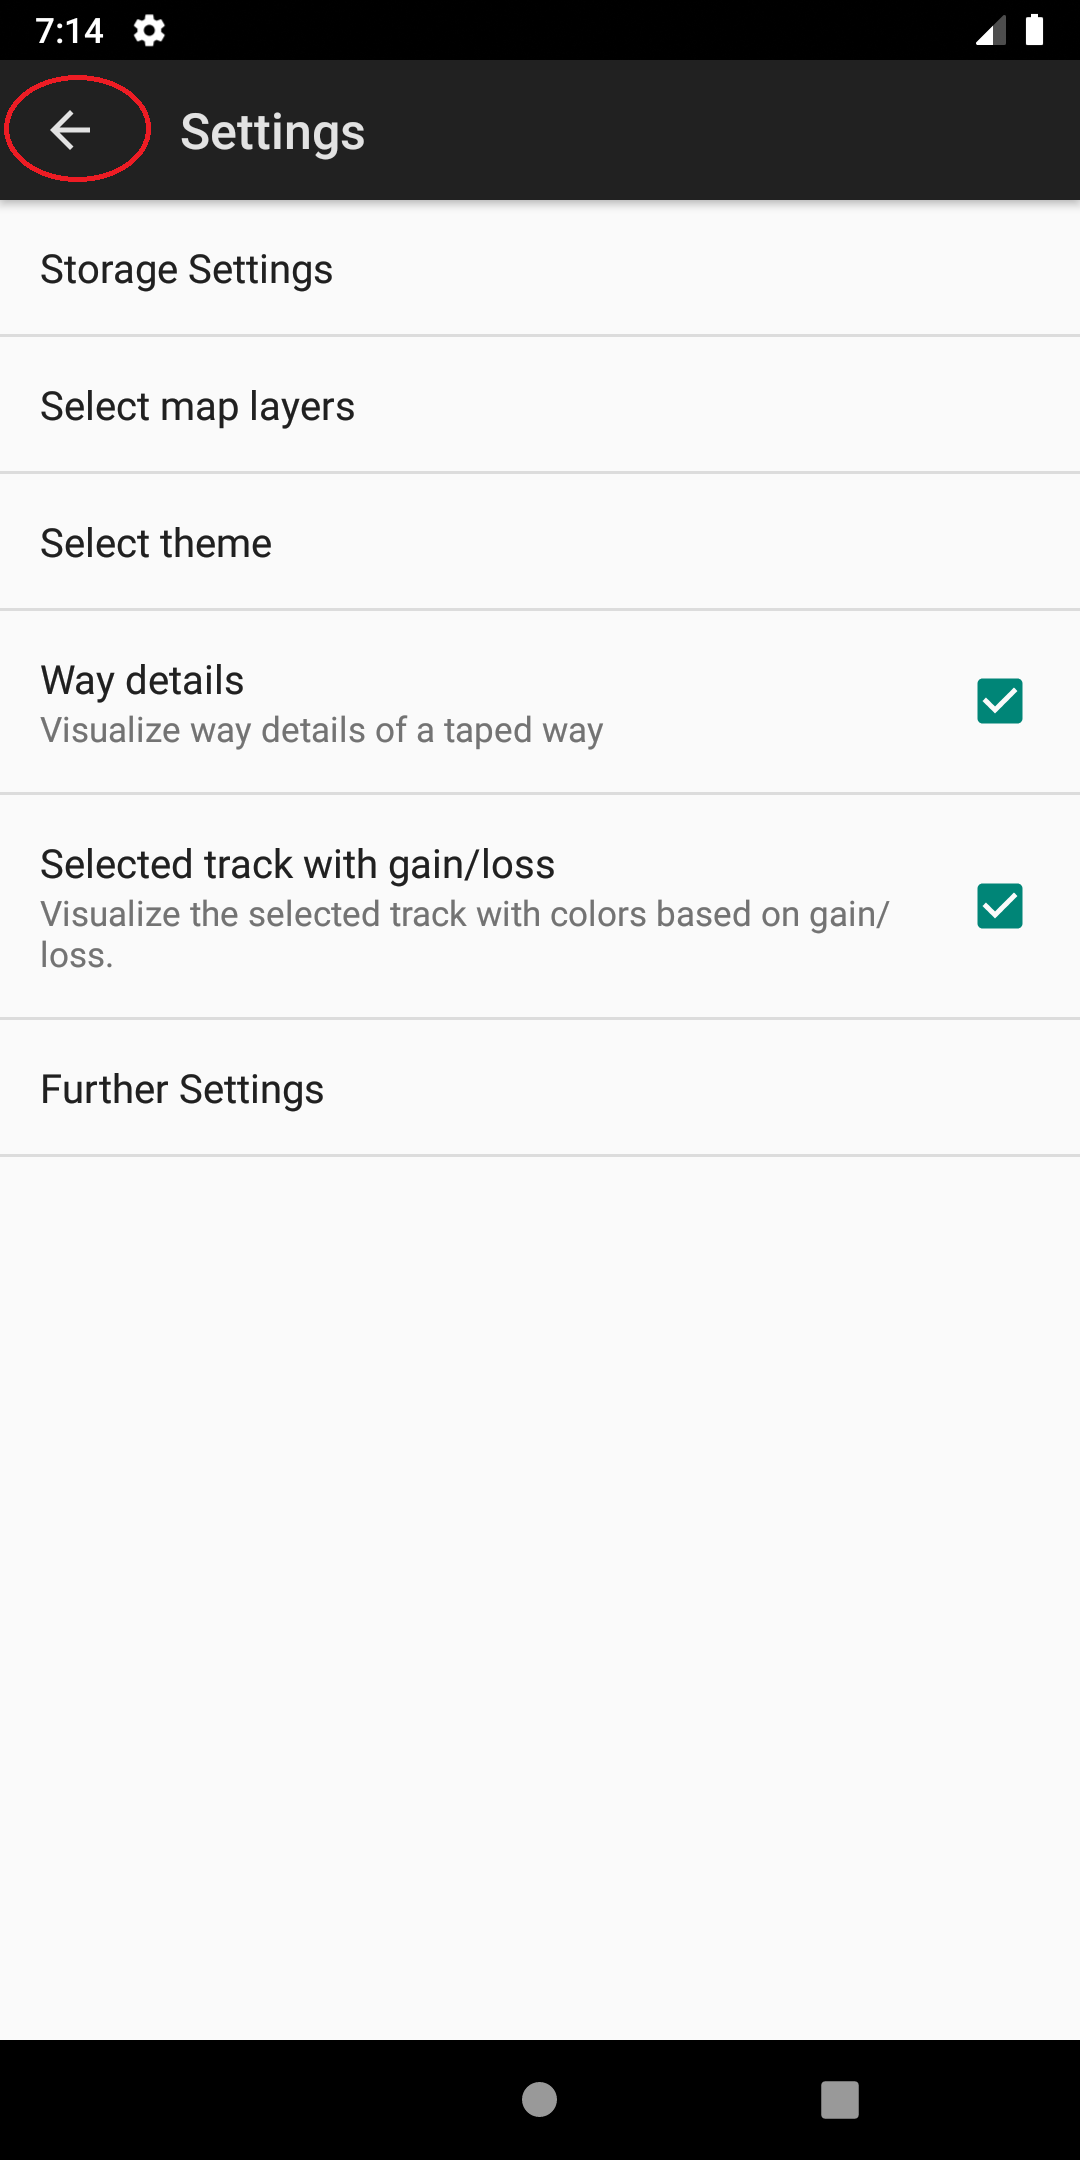 7:14
Settings
Storage Settings
Select map layers
Select theme
Way details
Visualize way details of a taped way
Selected track with gain/loss
Visualize the selected track with colors based on gain/
loss.
Further Settings